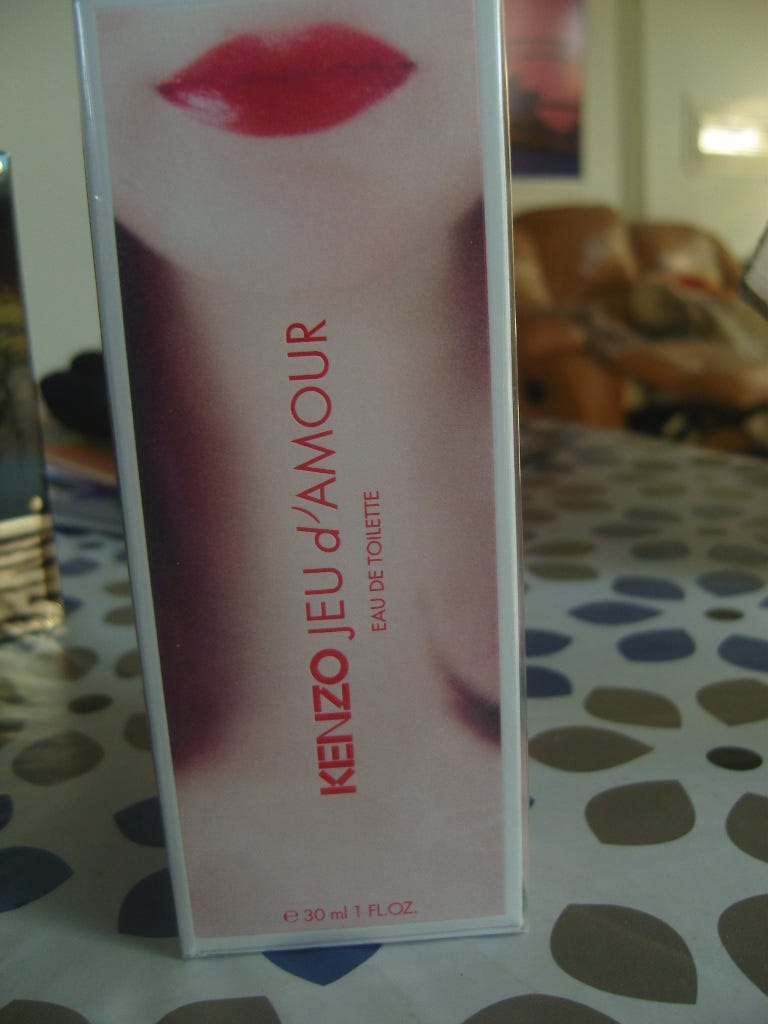 KENZO JEU d'AMOUR
EAU DE TOILETTE
℮ 30 ml 1 FL.OZ.